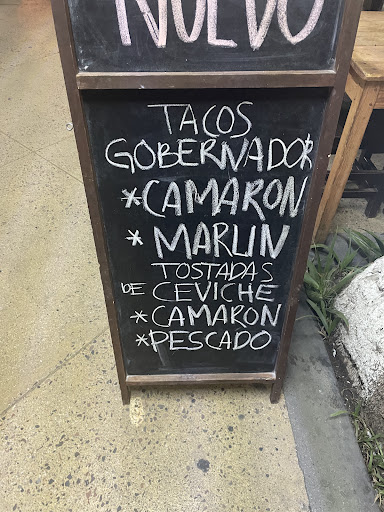 NUEVO
TACOS
GOBERNADOR
*CAMARON
* MARLIN
TOSTADAS
DE CEVICHE
*CAMARON
*PESCADO